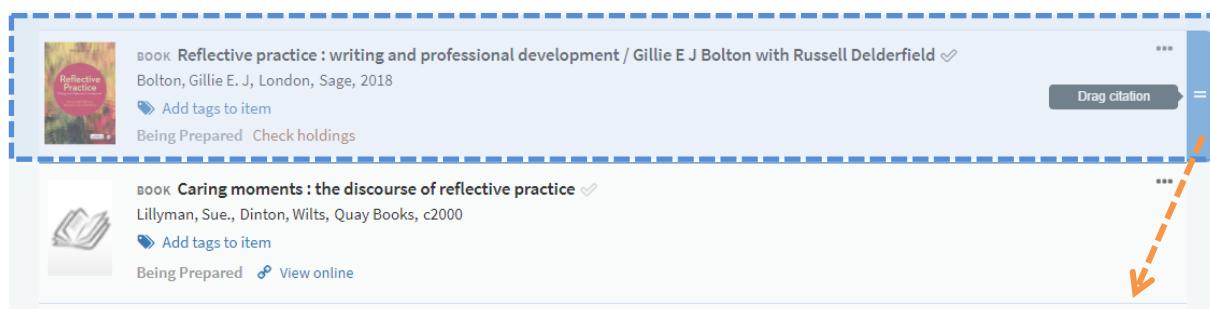 Reflective
Practice
BOOK Reflective practice : writing and professional development / Gillie E J Bolton with Russell Delderfield
Bolton, Gillie E. J, London, Sage, 2018
Add tags to item
Being Prepared Check holdings
Drag citation
BOOK Caring moments : the discourse of reflective practice
Lillyman, Sue., Dinton, Wilts, Quay Books, c2000
Add tags to item
Being Prepared View online